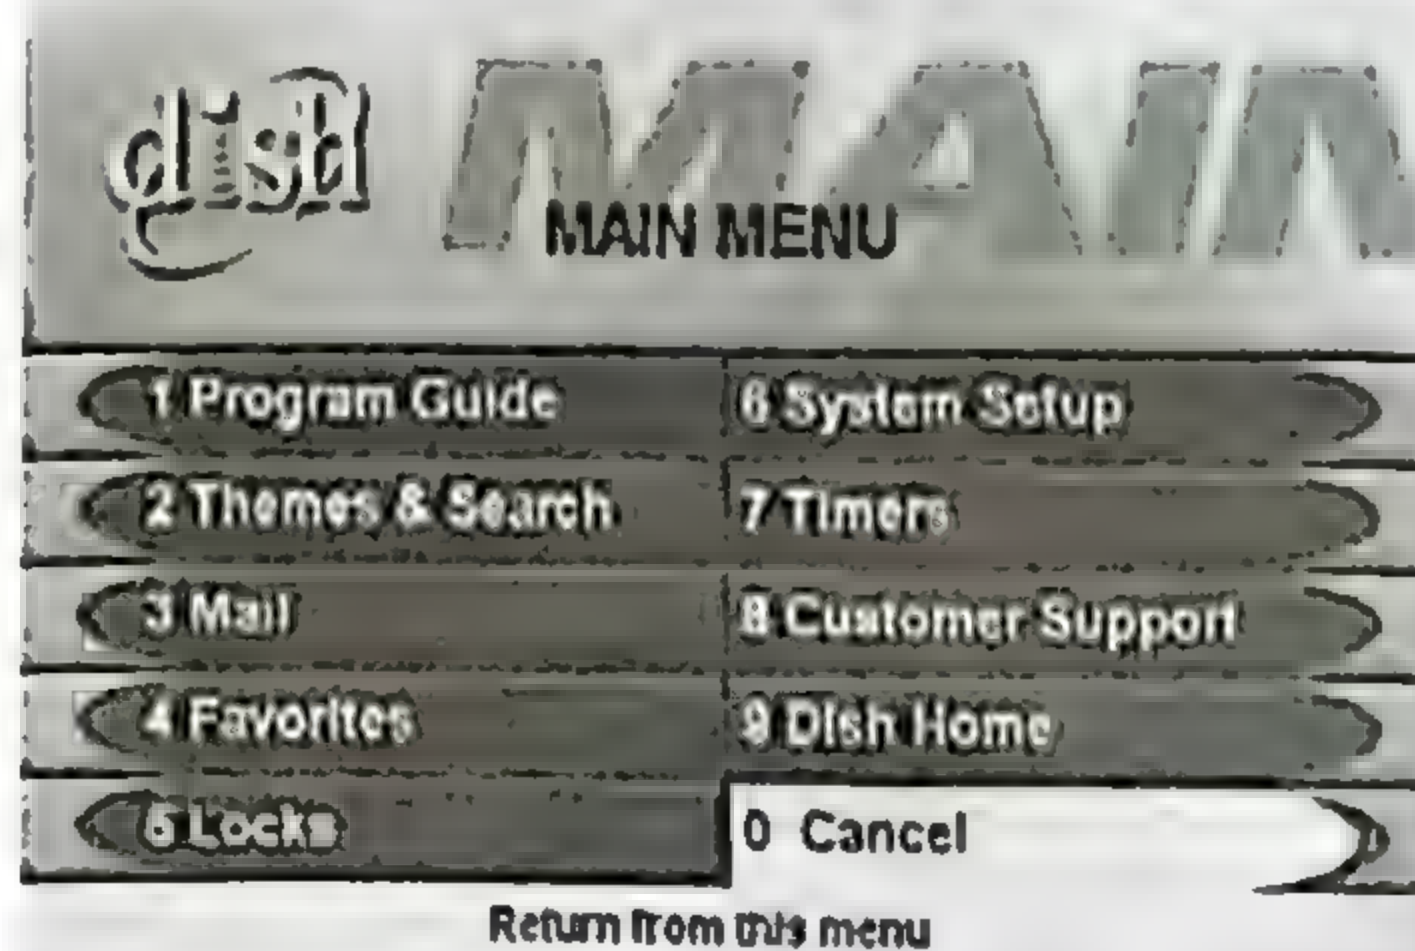 dish
MAIN
MAIN MENU
1 Program Guide
2 Themes & Search
3 Mail
4 Favorites
5 Locks
6 System Setup
7 Timers
8 Customer Support
9 Dish Home
0 Cancel
Return from this menu